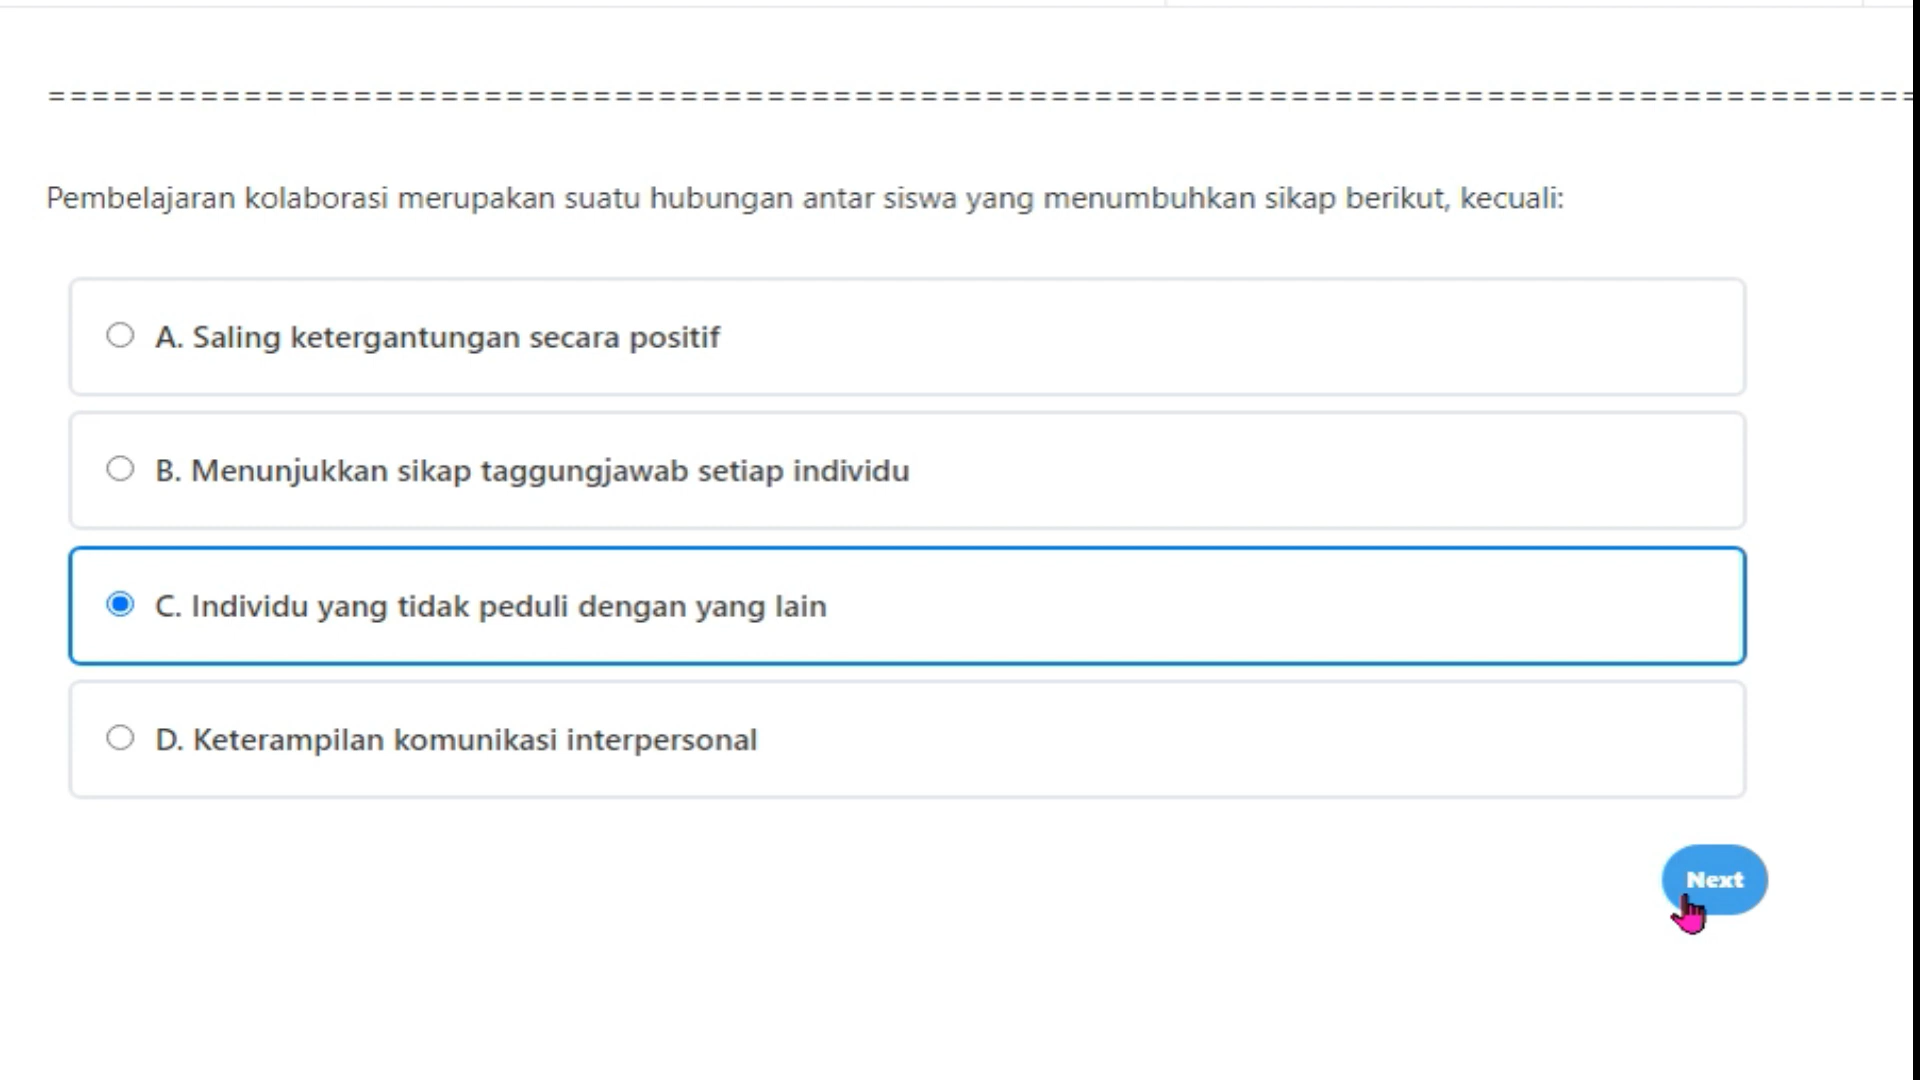 =====================================================================================
Pembelajaran kolaborasi merupakan suatu hubungan antar siswa yang menumbuhkan sikap berikut, kecuali:
A. Saling ketergantungan secara positif
B. Menunjukkan sikap taggungjawab setiap individu
C. Individu yang tidak peduli dengan yang lain
D. Keterampilan komunikasi interpersonal
Next